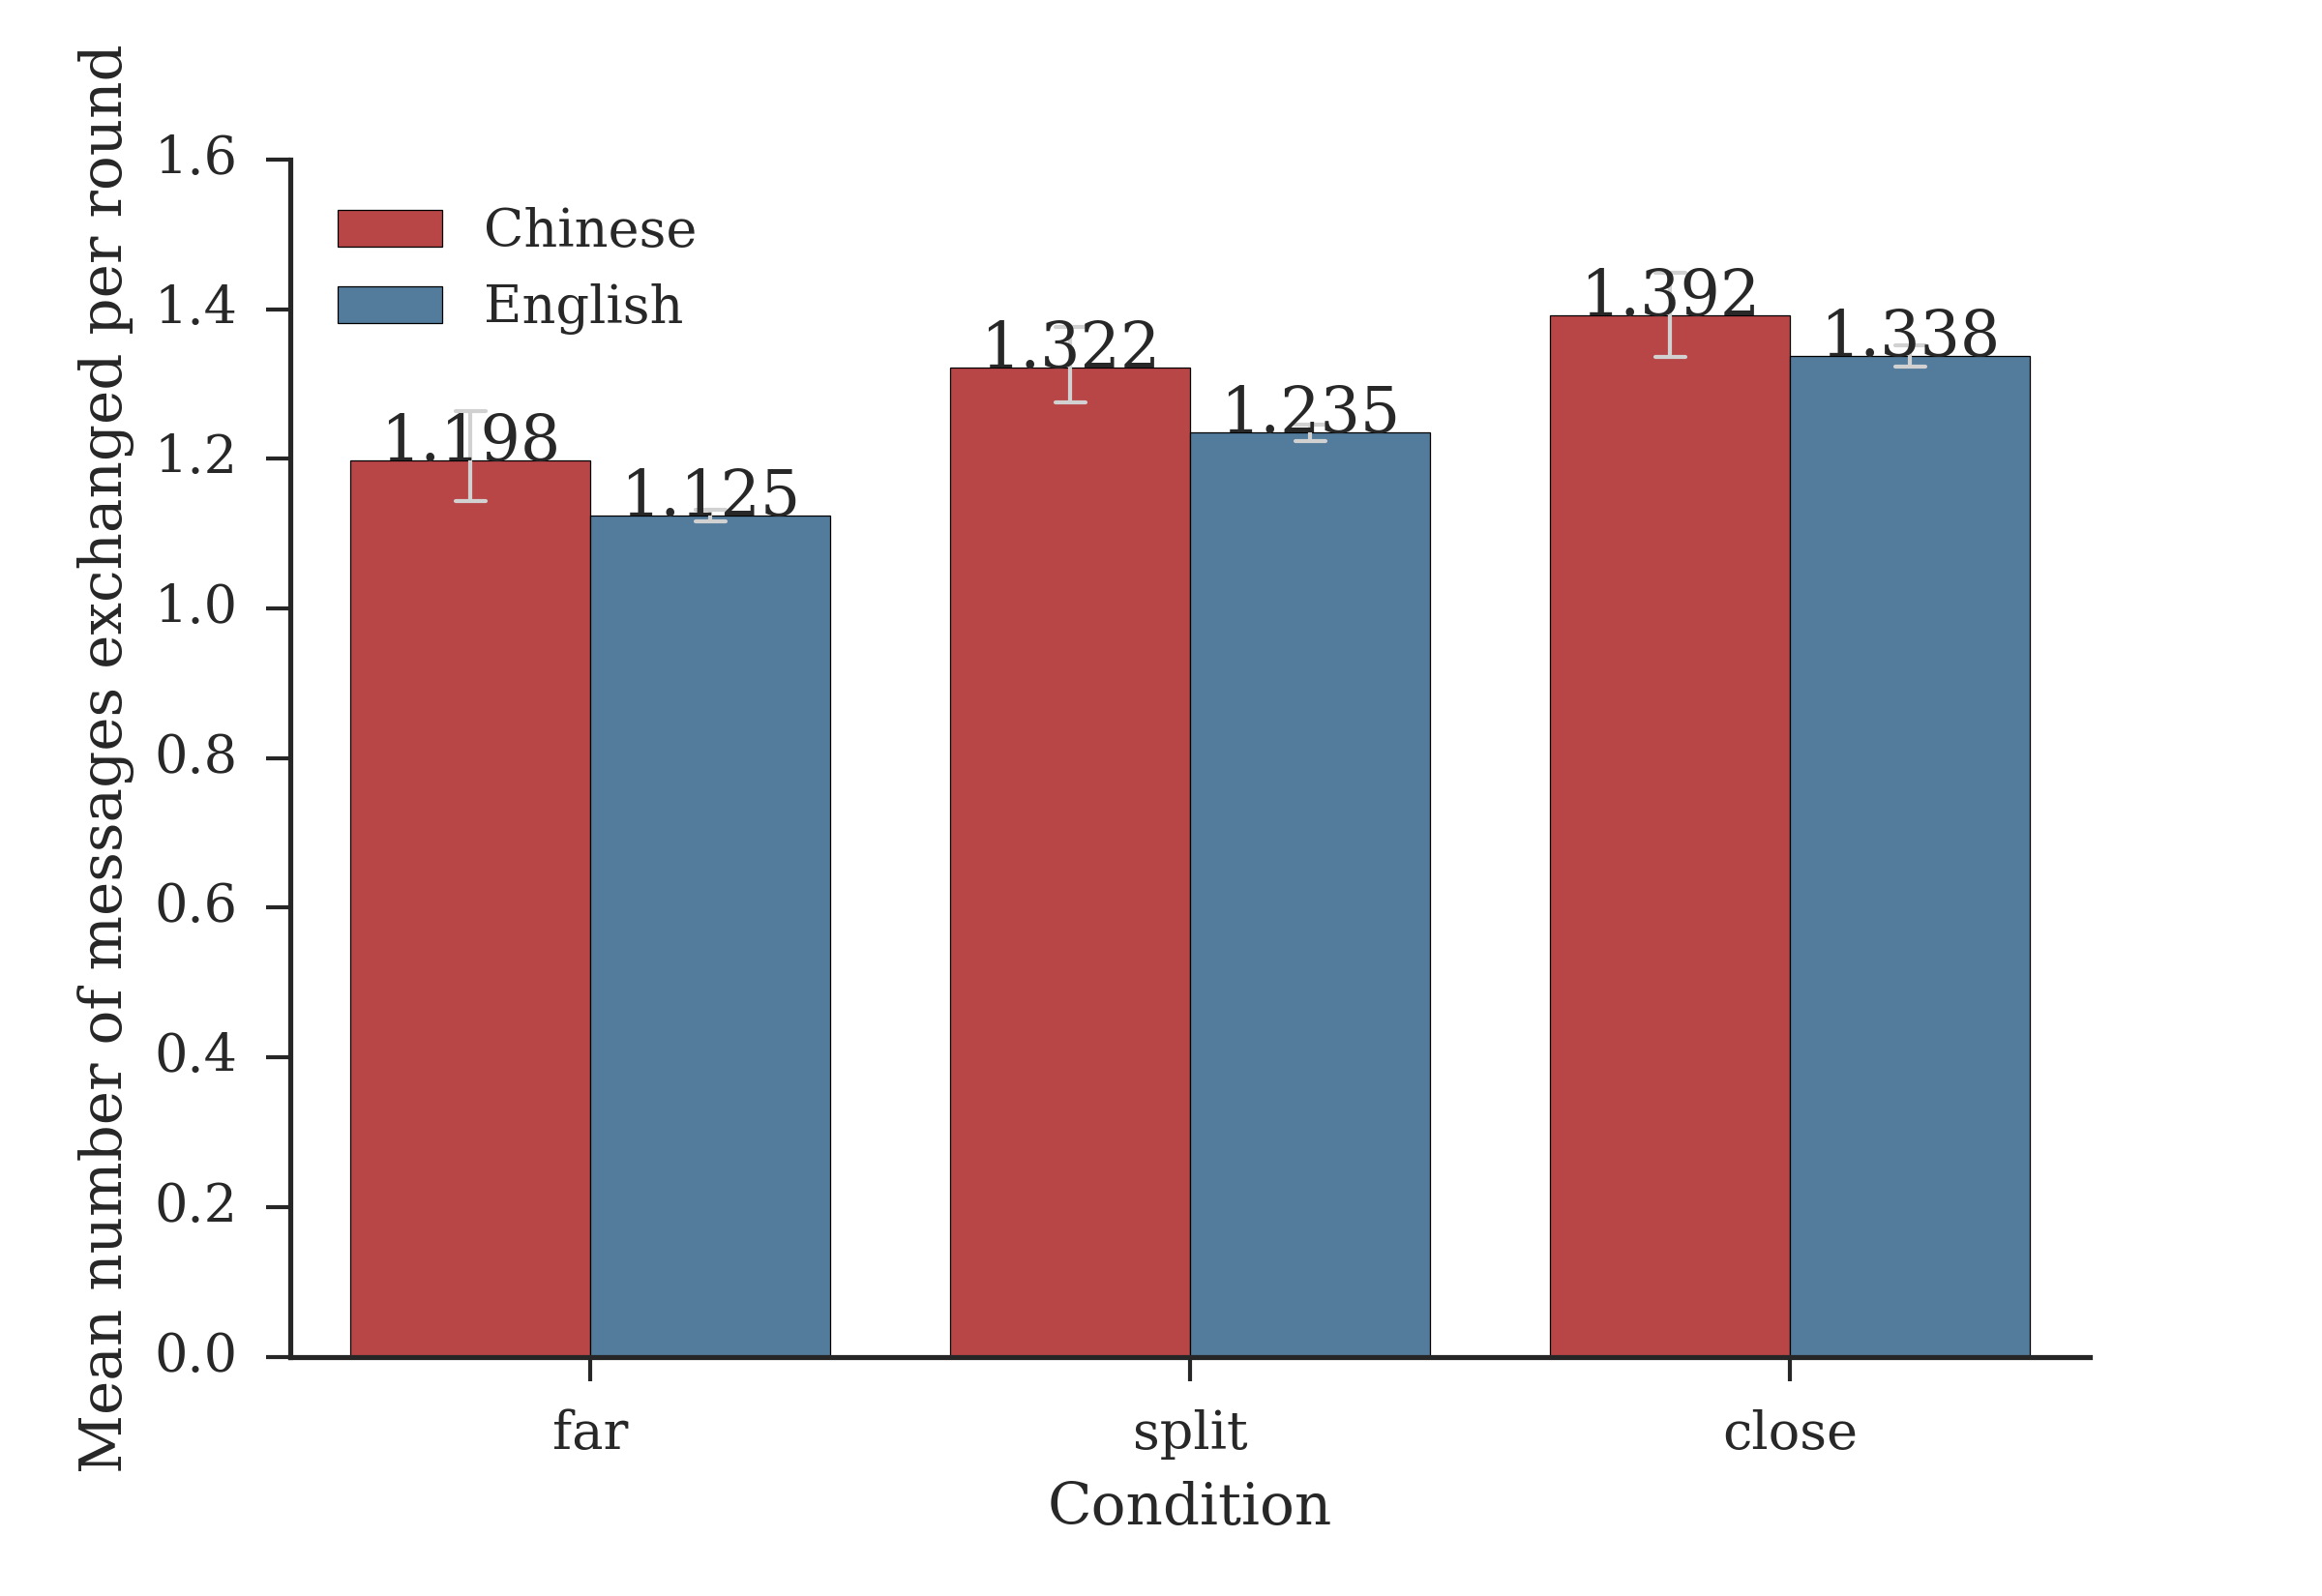 Mean number of messages exchanged per round
1.6
1.4
1.2
1.0
0.8
0.6
0.4
0.2
0.0
Chinese
English
1.198
1.125
1.322
1.235
1.392
1.338
far
split
close
Condition